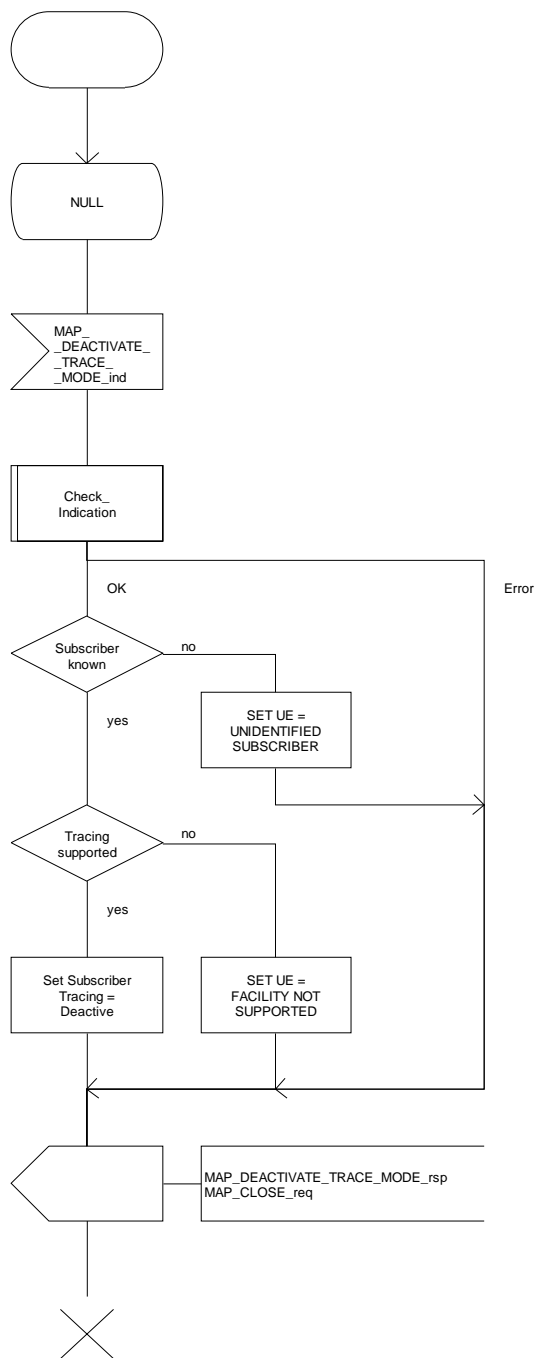 NULL
MAP_
_DEACTIVATE_
_TRACE_
_MODE_ind
Check_
Indication
OK
Error
Subscriber
known
no
yes
SET UE =
UNIDENTIFIED
SUBSCRIBER
Tracing
supported
no
yes
Set Subscriber
Tracing =
Deactive
SET UE =
FACILITY NOT
SUPPORTED
MAP_DEACTIVATE_TRACE_MODE_rsp
MAP_CLOSE_req